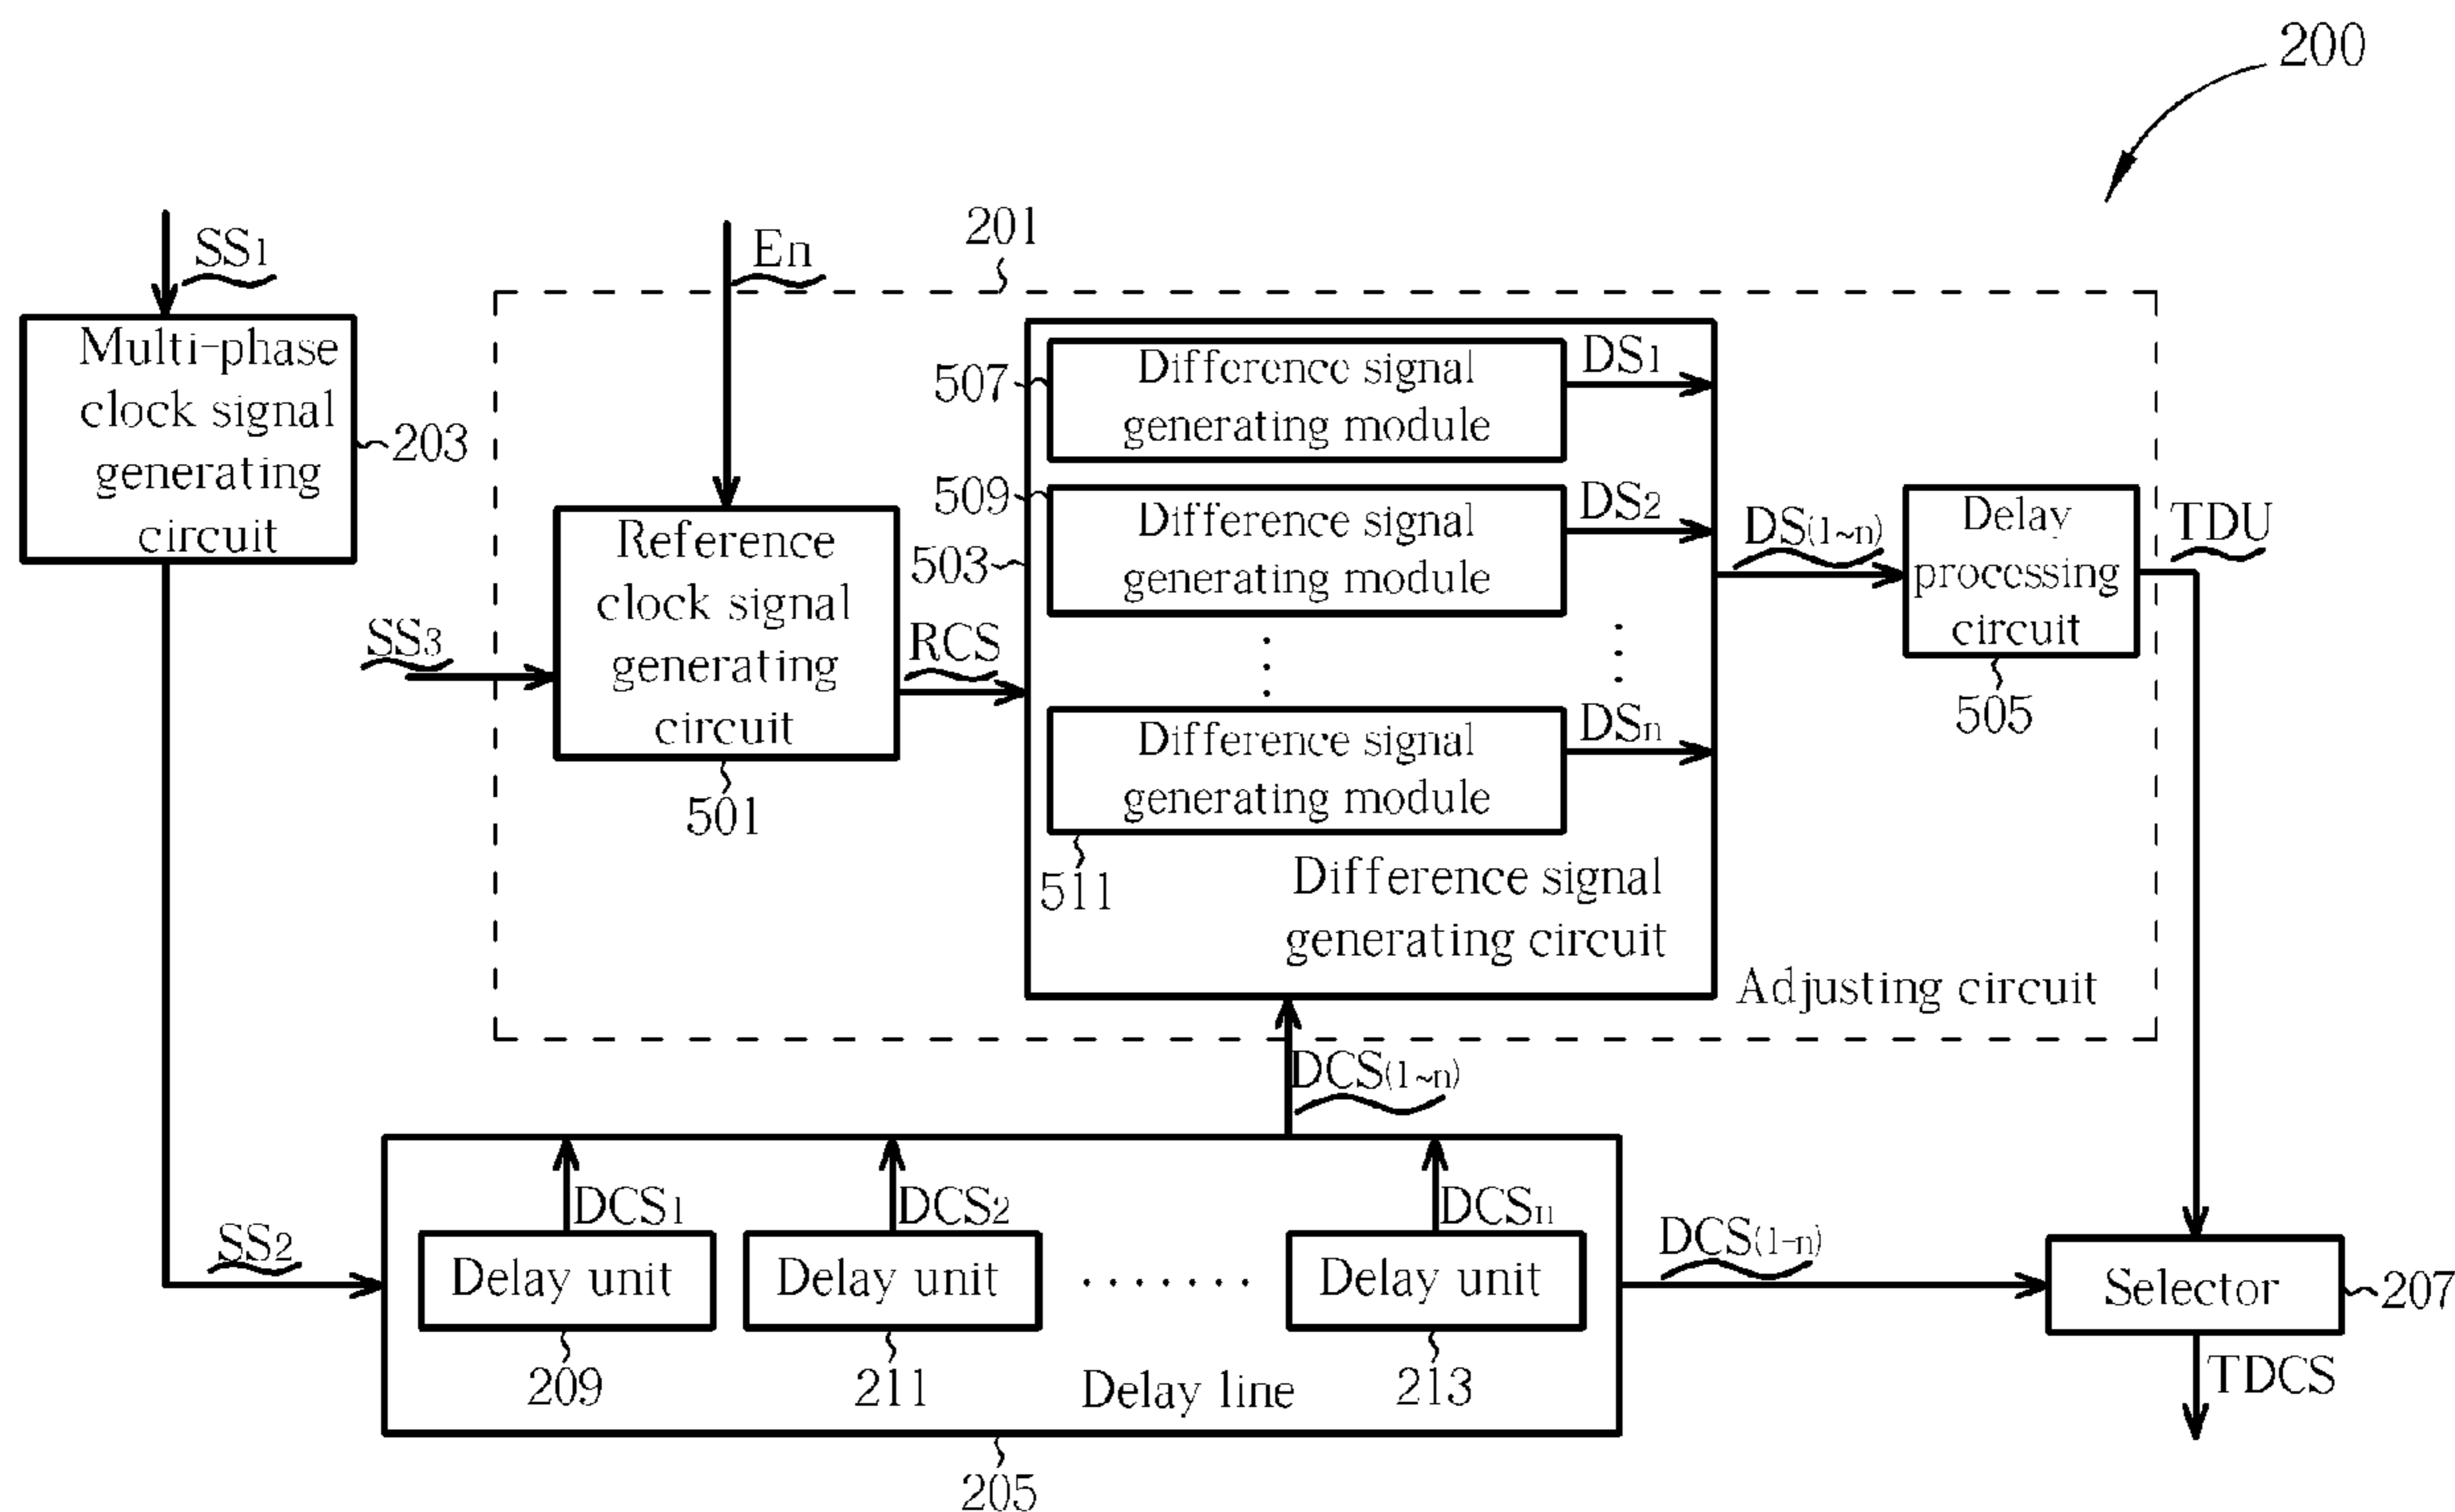 200
SS1
En
201
Multi-phase
clock signal
generating
circuit
203
507
Difference signal
generating module
DS1
509
Difference signal
generating module
DS2
503
Reference
clock signal
generating
circuit
501
SS3
RCS
Difference signal
generating module
DSn
511
Difference signal
generating circuit
DS(1~n)
Delay
processing
circuit
505
TDU
Adjusting circuit
DCS(1~n)
SS2
DCS1
DCS2
DCSn
Delay unit
Delay unit
.......
Delay unit
209
211
213
Delay line
205
DCS(1-n)
Selector
207
TDCS